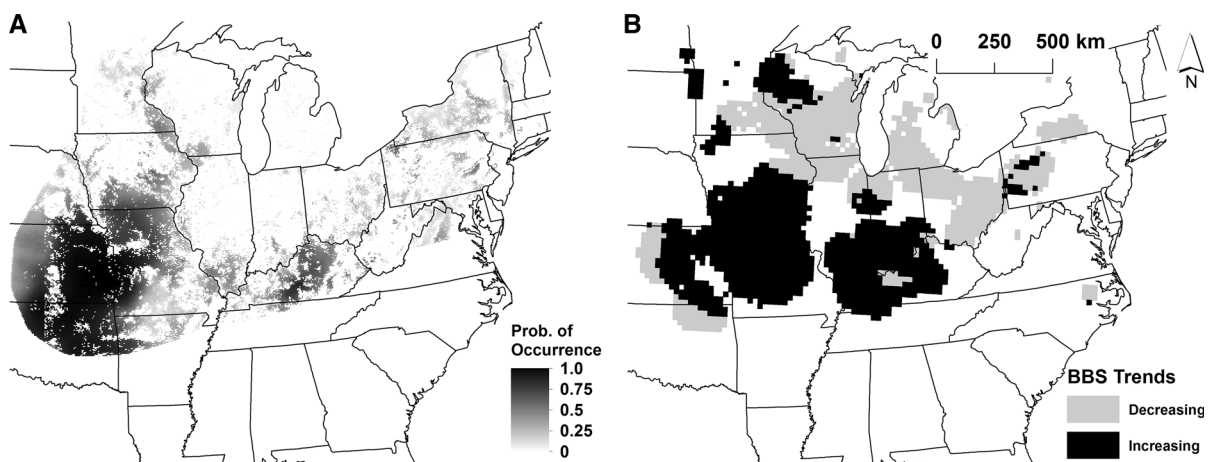 A
Prob. of
Occurrence
1.0
0.75
0.5
0.25
0
B
0 250 500 km
N
BBS Trends
Decreasing
Increasing